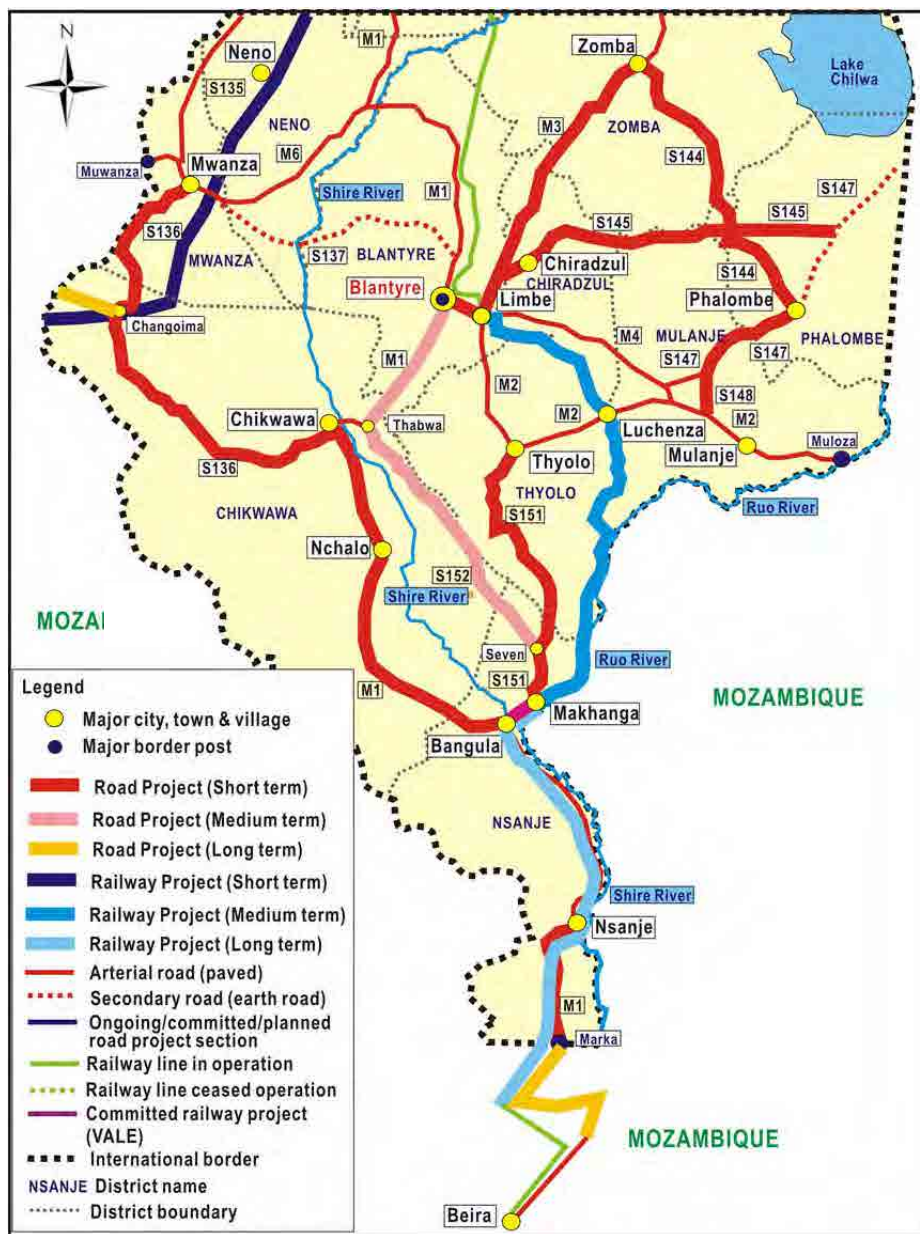 N
Neno
S135
NENO
M1
Zomba
Lake
Chilwa
M3
ZOMBA
M6
Muwanza
Mwanza
Shire River
M1
S144
S147
S136
S145
S145
MWANZA
S137
BLANTYRE
Chiradzul
CHIRADZUL
S144
Blantyre
Limbe
Phalombe
Changoima
M1
M4
MULANJE
S147
S147
PHALOMBE
M2
S148
Chikwawa
Thabwa
M2
Luchenza
M2
Mulanje
Muloza
Thyolo
S136
THYOLO
CHIKWAWA
S151
Ruo River
Nchalo
S152
Shire River
MOZAI
Seven
Ruo River
S151
M1
Makhanga
MOZAMBIQUE
Bangula
NSANJE
Shire River
Nsanje
M1
Marka
MOZAMBIQUE
Beira
Legend
Major city, town & village
Major border post
Road Project (Short term)
Road Project (Medium term)
Road Project (Long term)
Railway Project (Short term)
Railway Project (Medium term)
Railway Project (Long term)
Arterial road (paved)
Secondary road (earth road)
Ongoing/committed/planned
road project section
Railway line in operation
Railway line ceased operation
Committed railway project
(VALE)
International border
NSANJE District name
District boundary